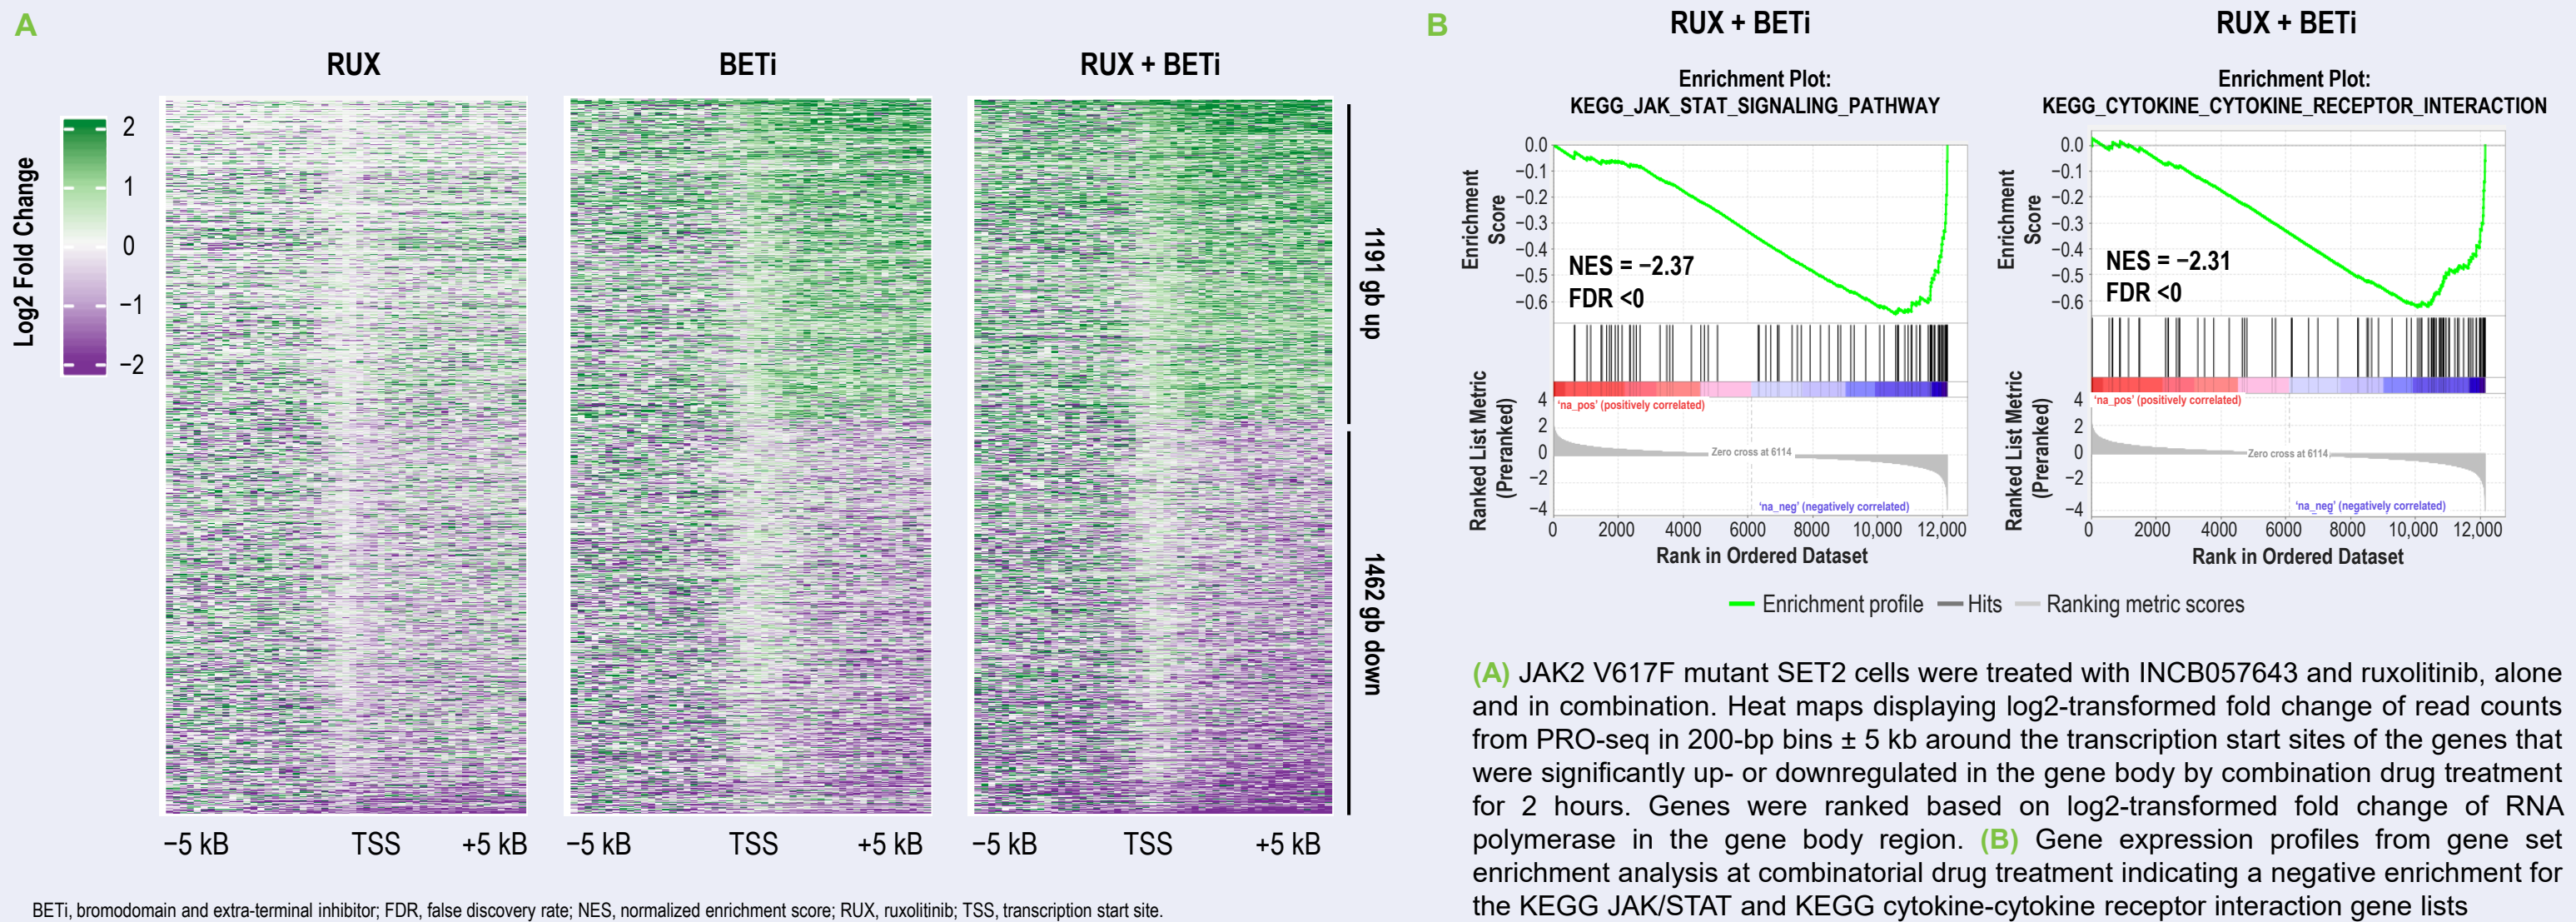 A
RUX
BETi
RUX + BETi
Log2 Fold Change
2
1
0
−1
−2
1191 gb up
1462 gb down
−5 kB
TSS
+5 kB
−5 kB
TSS
+5 kB
−5 kB
TSS
+5 kB
BETi, bromodomain and extra-terminal inhibitor; FDR, false discovery rate; NES, normalized enrichment score; RUX, ruxolitinib; TSS, transcription start site.
B
RUX + BETi
Enrichment Plot:
KEGG_JAK_STAT_SIGNALING_PATHWAY
Enrichment
Score
0.0
−0.1
−0.2
−0.3
−0.4
−0.5
−0.6
NES = −2.37
FDR <0
Ranked List Metric
(Preranked)
4
2
0
−2
−4
'na_pos' (positively correlated)
Zero cross at 6114
'na_neg' (negatively correlated)
0
2000
4000
6000
8000
10,000
12,000
Rank in Ordered Dataset
RUX + BETi
Enrichment Plot:
KEGG_CYTOKINE_CYTOKINE_RECEPTOR_INTERACTION
Enrichment
Score
0.0
−0.1
−0.2
−0.3
−0.4
−0.5
−0.6
NES = −2.31
FDR <0
Ranked List Metric
(Preranked)
4
2
0
−2
−4
'na_pos' (positively correlated)
Zero cross at 6114
'na_neg' (negatively correlated)
0
2000
4000
6000
8000
10,000
12,000
Rank in Ordered Dataset
Enrichment profile
Hits
Ranking metric scores
(A) JAK2 V617F mutant SET2 cells were treated with INCB057643 and ruxolitinib, alone
and in combination. Heat maps displaying log2-transformed fold change of read counts
from PRO-seq in 200-bp bins ± 5 kb around the transcription start sites of the genes that
were significantly up- or downregulated in the gene body by combination drug treatment
for 2 hours. Genes were ranked based on log2-transformed fold change of RNA
polymerase in the gene body region. (B) Gene expression profiles from gene set
enrichment analysis at combinatorial drug treatment indicating a negative enrichment for
the KEGG JAK/STAT and KEGG cytokine-cytokine receptor interaction gene lists